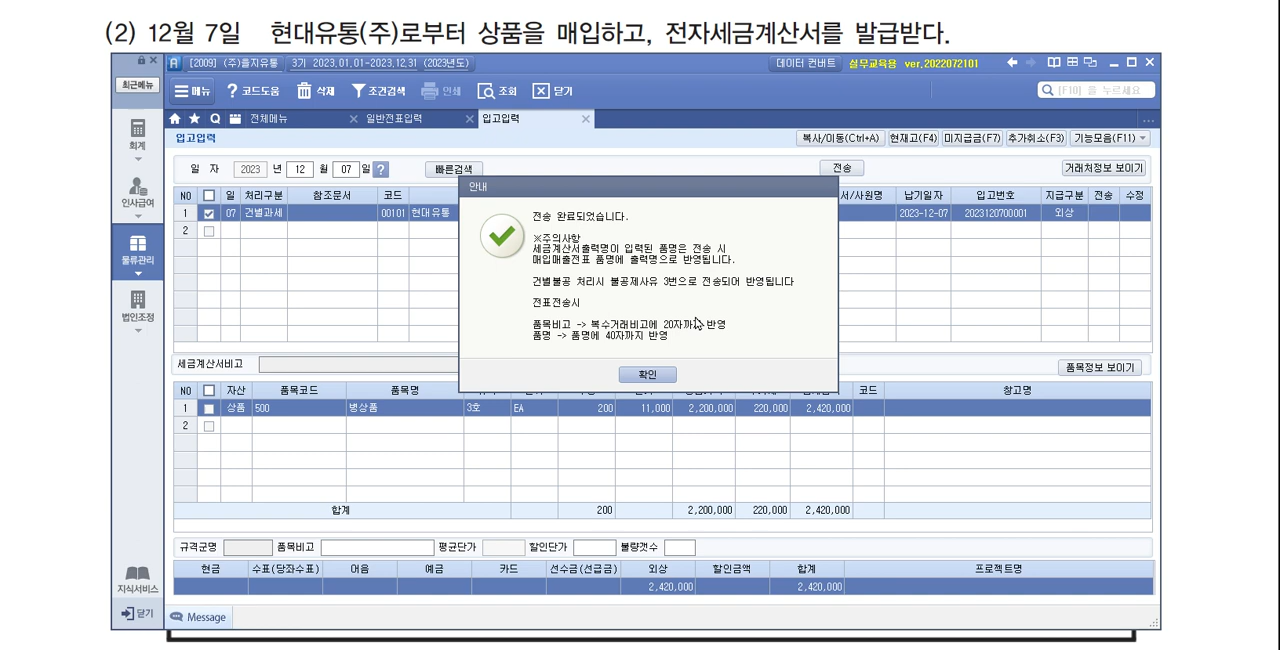 (2) 12월 7일 현대유통(주)로부터 상품을 매입하고, 전자세금계산서를 발급받다.
[2009] (주)을지유통 3기 2023.01.01-2023.12.31 (2023년도) 데이터 컨버트 실무교육용 ver.2022072101
최근메뉴
메뉴 코드도움 삭제 조건검색 인쇄 조회 닫기 [F10] 을 누르세요
전체메뉴 일반전표입력 입고입력
입고입력 복사/이동(Ctrl+A) 현재고(F4) 미지급금(F7) 추가취소(F3) 기능모음(F11)
회계
인사급여
물류관리
법인조정
지식서비스
닫기
일 자 2023 년 12 월 07 일 ? 빠른검색 전송 거래처정보 보이기
NO 일 처리구분 참조문서 코드 서/사원명 납기일자 입고번호 지급구분 전송 수정
1 07 건별과세 00101 현대유통 2023-12-07 2023120700001 외상
2
안내
전송 완료되었습니다.
※주의사항
세금계산서출력명이 입력된 품명은 전송 시
매입매출전표 품명에 출력명으로 반영됩니다.
건별불공 처리시 불공제사유 3번으로 전송되어 반영됩니다
전표전송시
품목비고 -> 복수거래비고에 20자까지 반영
품명 -> 품명에 40자까지 반영
확인
세금계산서비고 품목정보 보이기
NO 자산 품목코드 품목명 코드 창고명
1 상품 500 병상품 3호 EA 200 11,000 2,200,000 220,000 2,420,000
2
합계 200 2,200,000 220,000 2,420,000
규격군명 품목비고 평균단가 할인단가 불량갯수
현금 수표(당좌수표) 어음 예금 카드 선수금(선급금) 외상 할인금액 합계 프로젝트명
2,420,000 2,420,000
Message